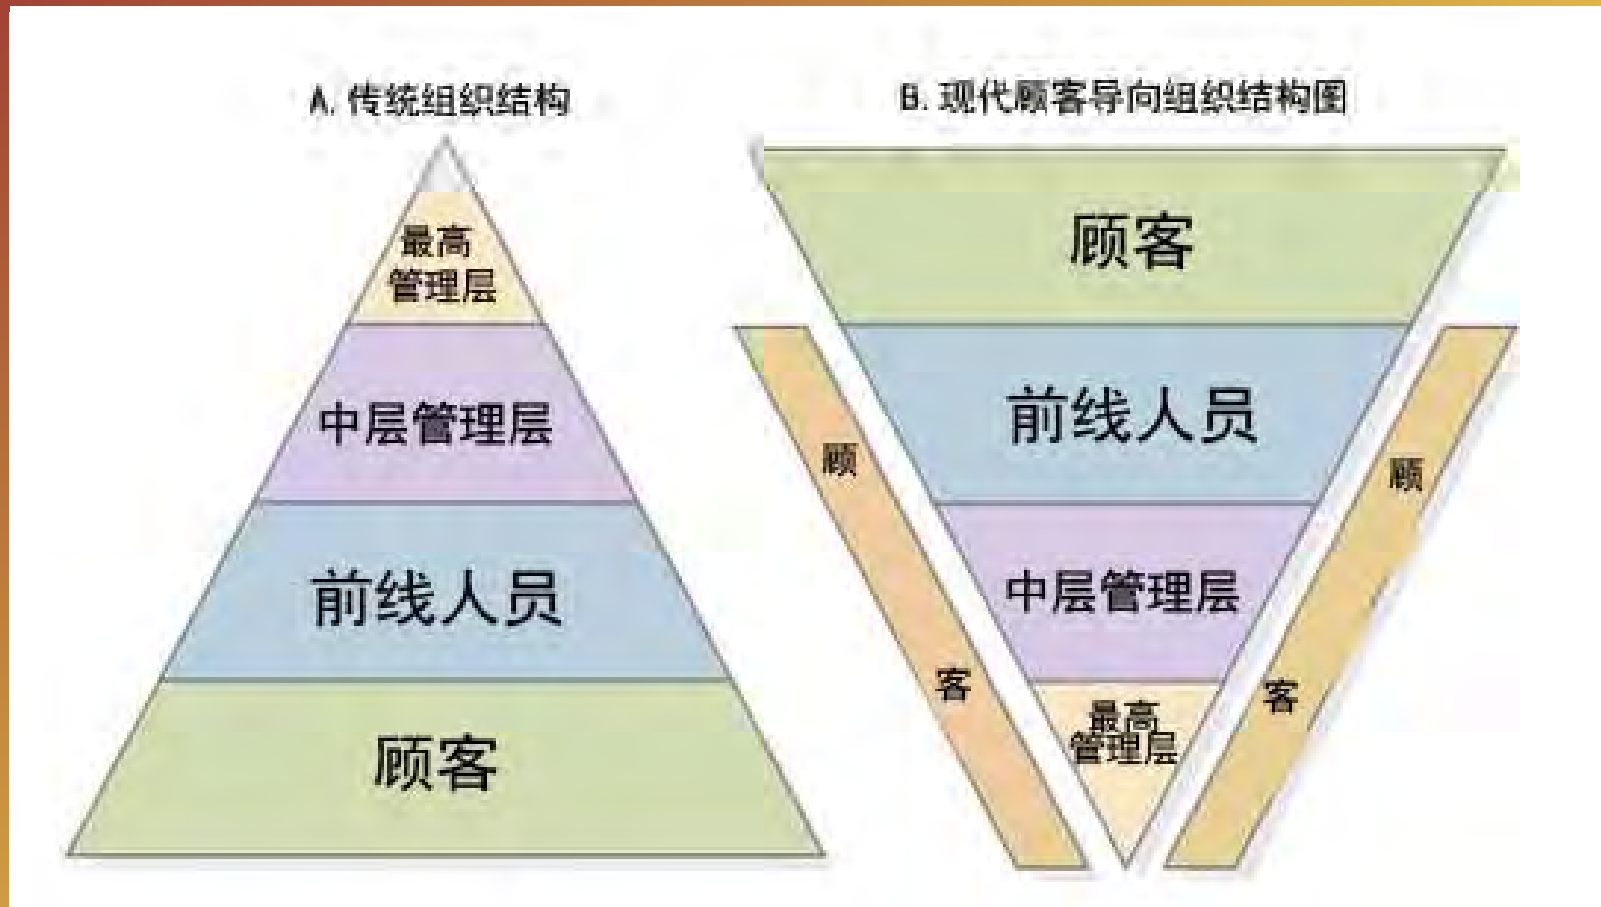 A. 传统组织结构
最高
管理层
中层管理层
前线人员
顾客
B. 现代顾客导向组织结构图
顾客
前线人员
中层管理层
最高
管理层
顾
客
顾
客